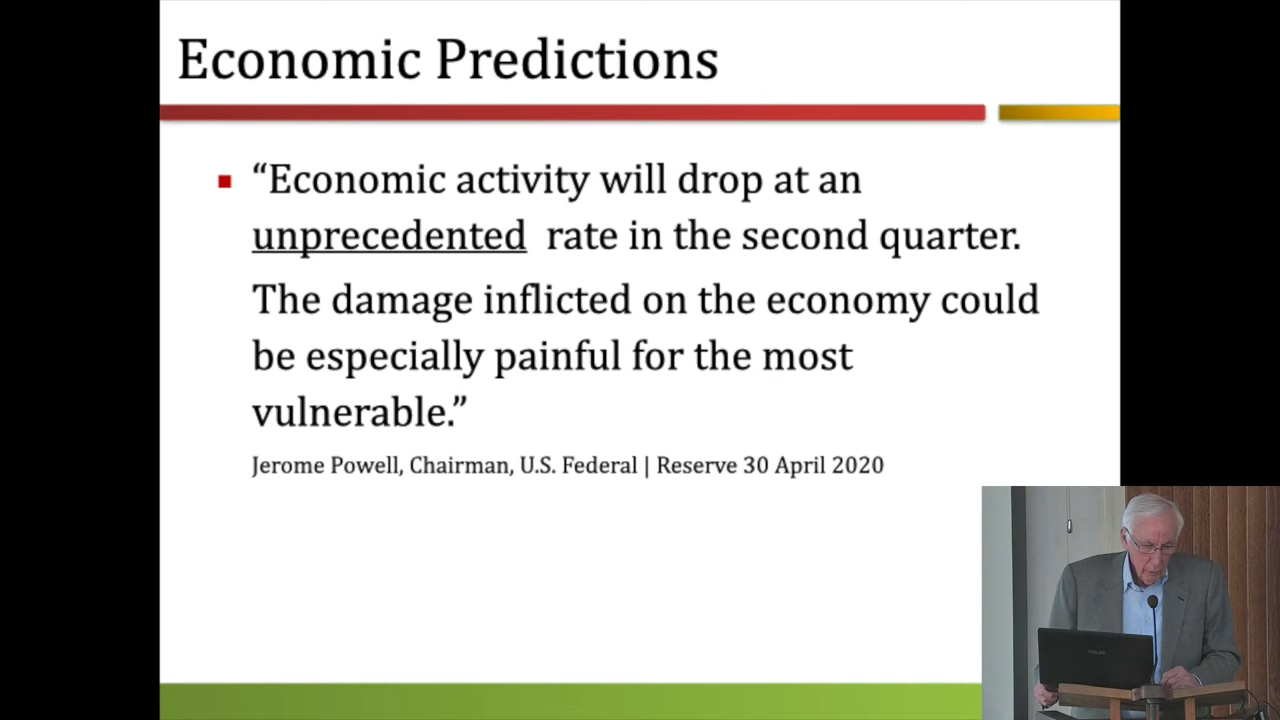 Economic Predictions
“Economic activity will drop at an
unprecedented rate in the second quarter.
The damage inflicted on the economy could
be especially painful for the most
vulnerable.”
Jerome Powell, Chairman, U.S. Federal | Reserve 30 April 2020